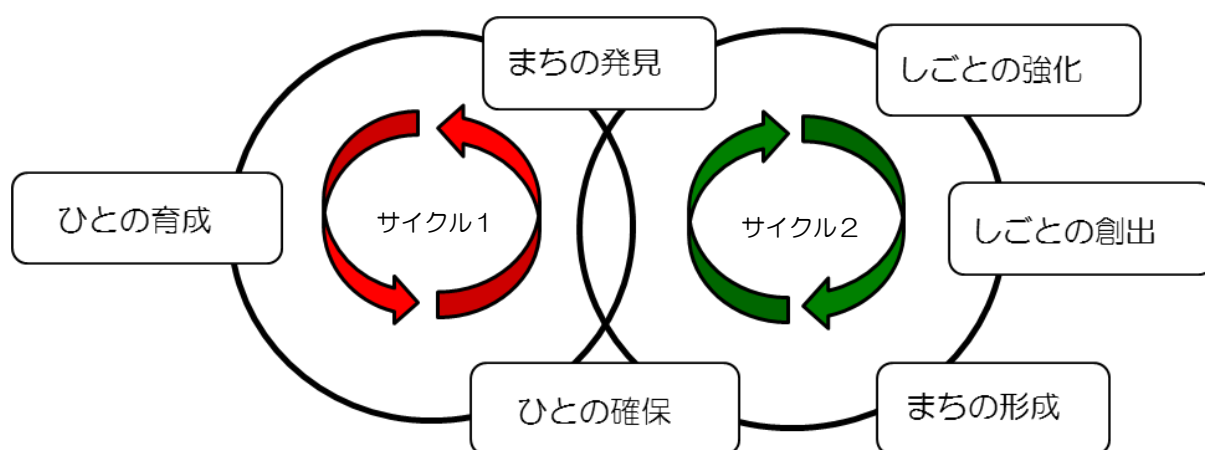 まちの発見
しごとの強化
ひとの育成
サイクル１
サイクル２
しごとの創出
ひとの確保
まちの形成